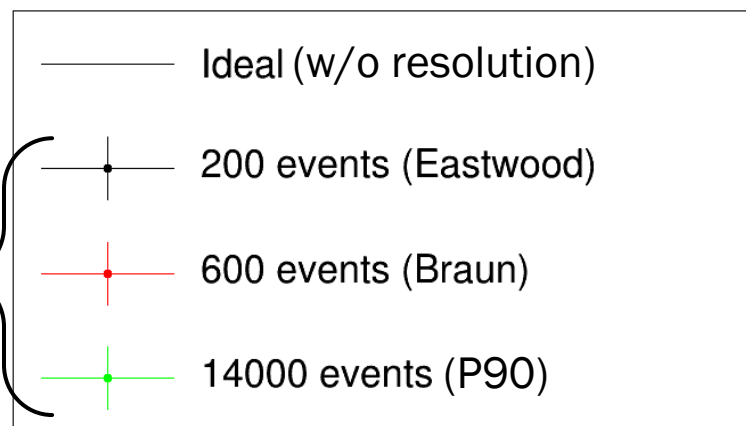 Ideal (w/o resolution)
200 events (Eastwood)
600 events (Braun)
14000 events (P90)